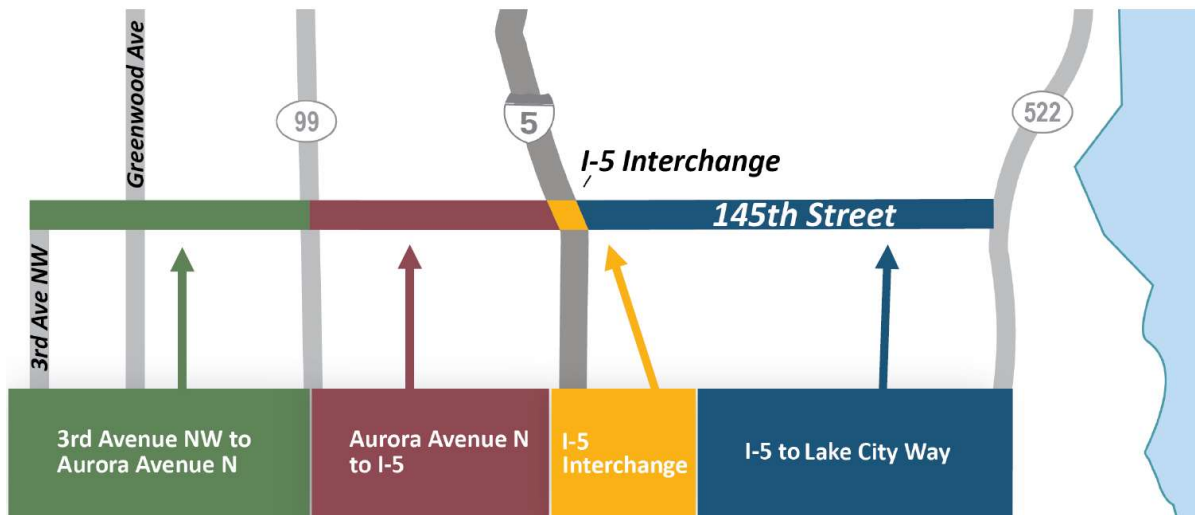 Greenwood Ave
99
5
522
I-5 Interchange
145th Street
3rd Ave NW
3rd Avenue NW to
Aurora Avenue N
Aurora Avenue N
to I-5
I-5
Interchange
I-5 to Lake City Way